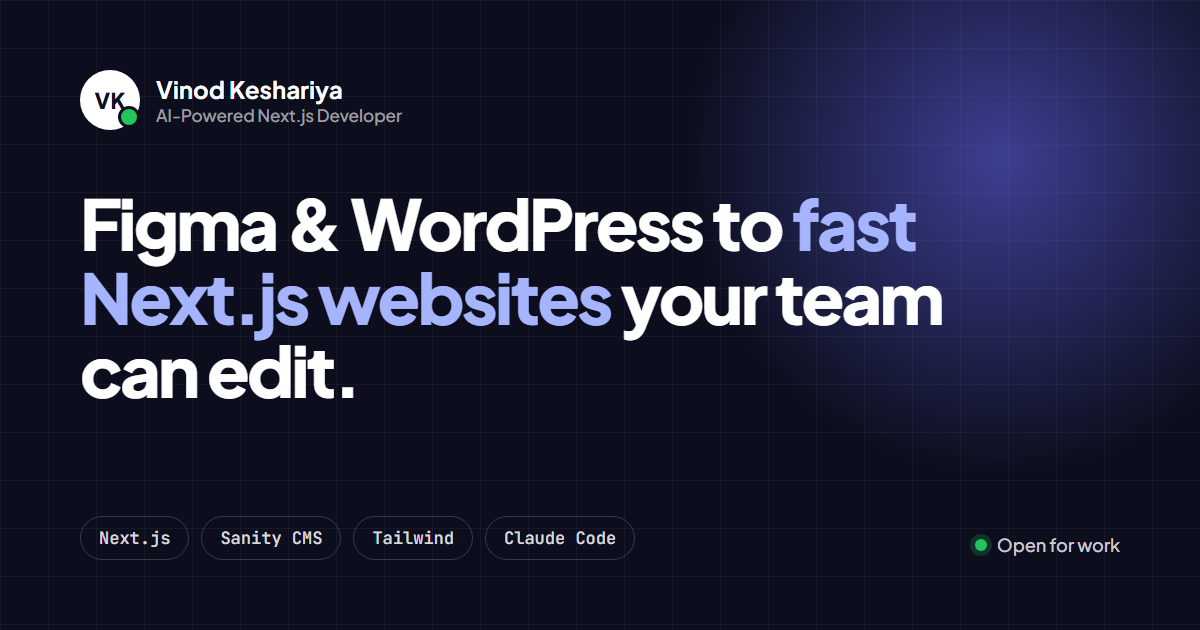 VK
Vinod Keshariya
AI-Powered Next.js Developer
Figma & WordPress to fast
Next.js websites your team
can edit.
Next.js
Sanity CMS
Tailwind
Claude Code
Open for work